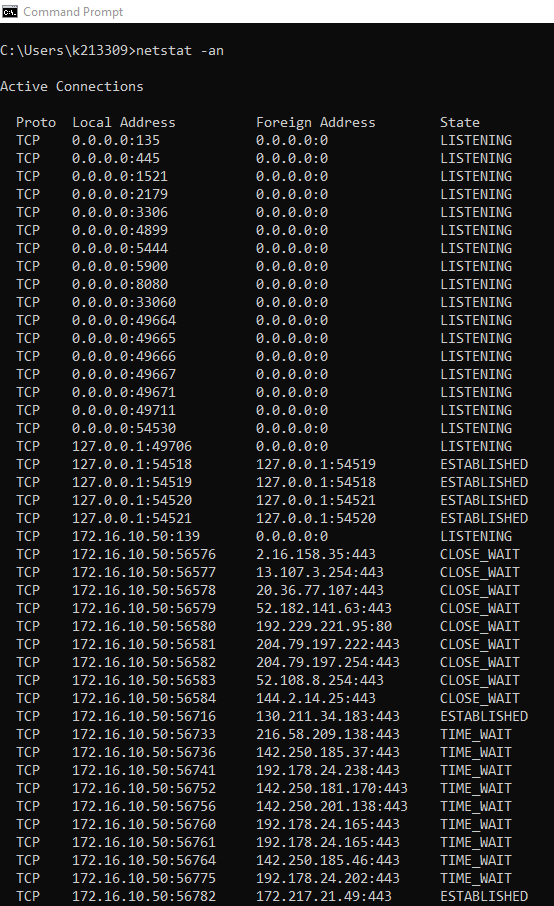 Command Prompt
C:\Users\k213309>netstat -an
Active Connections
Proto  Local Address          Foreign Address        State
TCP    0.0.0.0:135            0.0.0.0:0              LISTENING
TCP    0.0.0.0:445            0.0.0.0:0              LISTENING
TCP    0.0.0.0:1521           0.0.0.0:0              LISTENING
TCP    0.0.0.0:2179           0.0.0.0:0              LISTENING
TCP    0.0.0.0:3306           0.0.0.0:0              LISTENING
TCP    0.0.0.0:4899           0.0.0.0:0              LISTENING
TCP    0.0.0.0:5444           0.0.0.0:0              LISTENING
TCP    0.0.0.0:5900           0.0.0.0:0              LISTENING
TCP    0.0.0.0:8080           0.0.0.0:0              LISTENING
TCP    0.0.0.0:33060          0.0.0.0:0              LISTENING
TCP    0.0.0.0:49664          0.0.0.0:0              LISTENING
TCP    0.0.0.0:49665          0.0.0.0:0              LISTENING
TCP    0.0.0.0:49666          0.0.0.0:0              LISTENING
TCP    0.0.0.0:49667          0.0.0.0:0              LISTENING
TCP    0.0.0.0:49671          0.0.0.0:0              LISTENING
TCP    0.0.0.0:49711          0.0.0.0:0              LISTENING
TCP    0.0.0.0:54530          0.0.0.0:0              LISTENING
TCP    127.0.0.1:49706        0.0.0.0:0              LISTENING
TCP    127.0.0.1:54518        127.0.0.1:54519        ESTABLISHED
TCP    127.0.0.1:54519        127.0.0.1:54518        ESTABLISHED
TCP    127.0.0.1:54520        127.0.0.1:54521        ESTABLISHED
TCP    127.0.0.1:54521        127.0.0.1:54520        ESTABLISHED
TCP    172.16.10.50:139       0.0.0.0:0              LISTENING
TCP    172.16.10.50:56576     2.16.158.35:443        CLOSE_WAIT
TCP    172.16.10.50:56577     13.107.3.254:443       CLOSE_WAIT
TCP    172.16.10.50:56578     20.36.77.107:443       CLOSE_WAIT
TCP    172.16.10.50:56579     52.182.141.63:443      CLOSE_WAIT
TCP    172.16.10.50:56580     192.229.221.95:80      CLOSE_WAIT
TCP    172.16.10.50:56581     204.79.197.222:443     CLOSE_WAIT
TCP    172.16.10.50:56582     204.79.197.254:443     CLOSE_WAIT
TCP    172.16.10.50:56583     52.108.8.254:443       CLOSE_WAIT
TCP    172.16.10.50:56584     144.2.14.25:443        CLOSE_WAIT
TCP    172.16.10.50:56716     130.211.34.183:443     ESTABLISHED
TCP    172.16.10.50:56733     216.58.209.138:443     TIME_WAIT
TCP    172.16.10.50:56736     142.250.185.37:443     TIME_WAIT
TCP    172.16.10.50:56741     192.178.24.238:443     TIME_WAIT
TCP    172.16.10.50:56752     142.250.181.170:443    TIME_WAIT
TCP    172.16.10.50:56756     142.250.201.138:443    TIME_WAIT
TCP    172.16.10.50:56760     192.178.24.165:443     TIME_WAIT
TCP    172.16.10.50:56761     192.178.24.165:443     TIME_WAIT
TCP    172.16.10.50:56764     142.250.185.46:443     TIME_WAIT
TCP    172.16.10.50:56775     192.178.24.202:443     TIME_WAIT
TCP    172.16.10.50:56782     172.217.21.49:443      ESTABLISHED